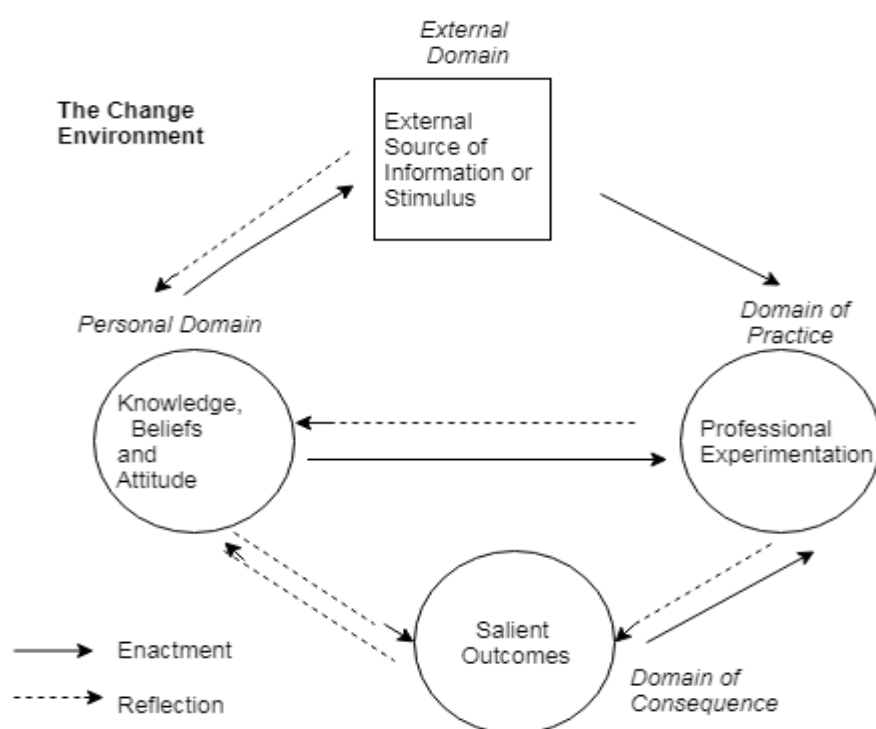 External
Domain
The Change
Environment
External
Source of
Information or
Stimulus
Personal Domain
Domain of
Practice
Knowledge,
Beliefs
and
Attitude
Professional
Experimentation
Salient
Outcomes
Domain of
Consequence
Enactment
Reflection